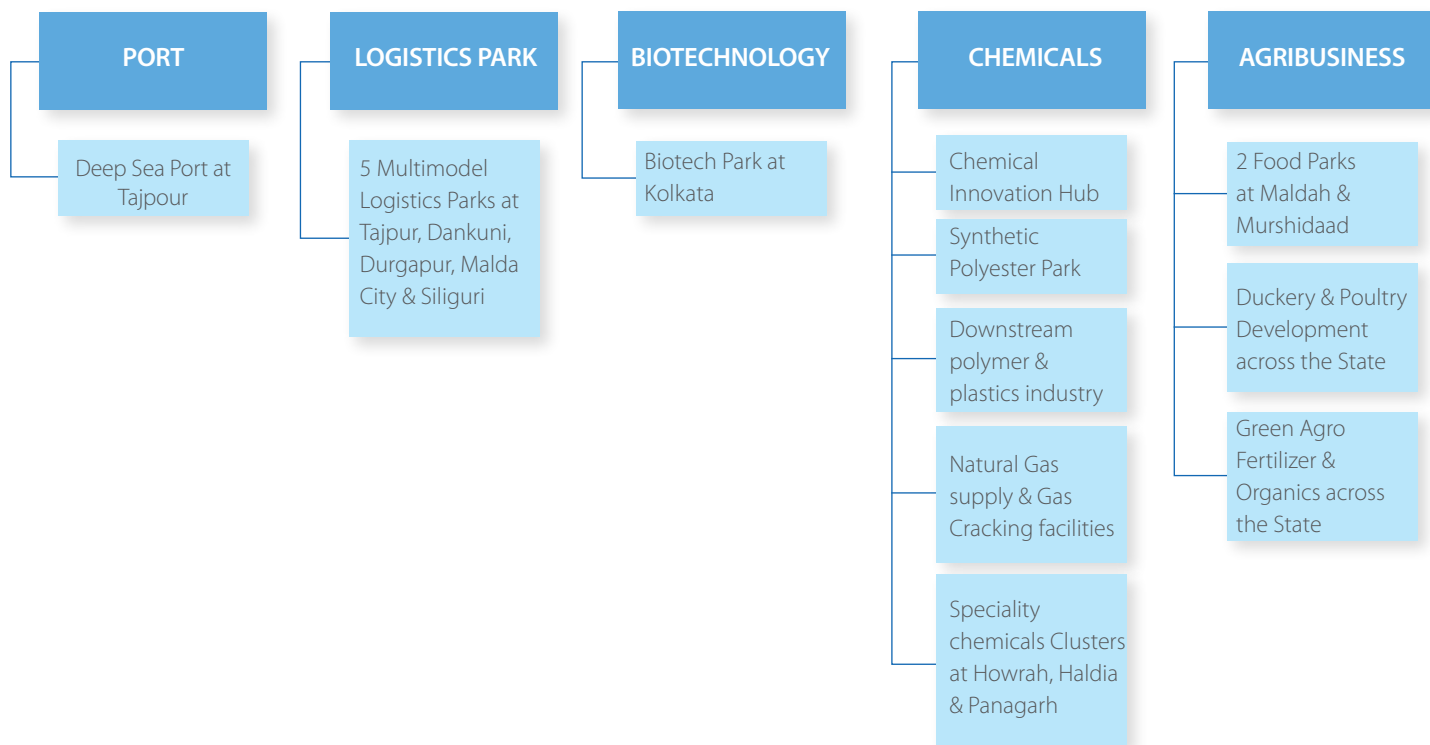 PORT
Deep Sea Port at
Tajpour
LOGISTICS PARK
5 Multimodel
Logistics Parks at
Tajpur, Dankuni,
Durgapur, Malda
City & Siliguri
BIOTECHNOLOGY
Biotech Park at
Kolkata
CHEMICALS
Chemical
Innovation Hub
Synthetic
Polyester Park
Downstream
polymer &
plastics industry
Natural Gas
supply & Gas
Cracking facilities
Speciality
chemicals Clusters
at Howrah, Haldia
& Panagarh
AGRIBUSINESS
2 Food Parks
at Maldah &
Murshidaad
Duckery & Poultry
Development
across the State
Green Agro
Fertilizer &
Organics across
the State